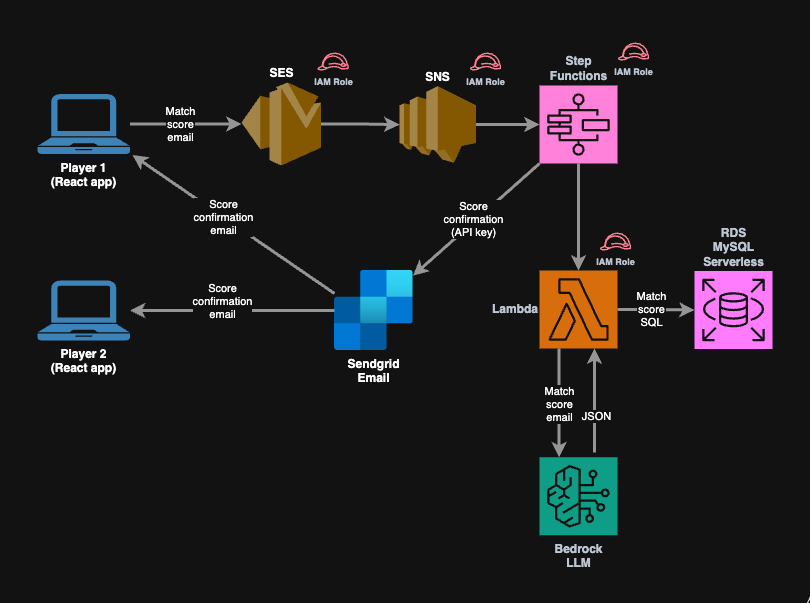 SES
IAM Role
SNS
IAM Role
Step
Functions
IAM Role
Player 1
(React app)
Match
score
email
Score
confirmation
email
Score
confirmation
(API key)
Player 2
(React app)
Score
confirmation
email
Sendgrid
Email
IAM Role
Lambda
Match
score
SQL
RDS
MySQL
Serverless
Match
score
email
JSON
Bedrock
LLM